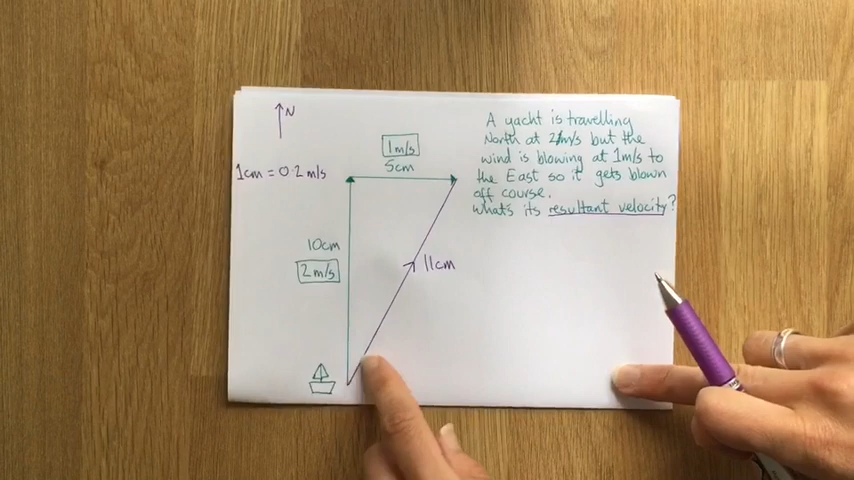 N
1cm = 0.2 m/s
1m/s
5cm
10cm
2m/s
11cm
A yacht is travelling
North at 2m/s but the
wind is blowing at 1m/s to
the East so it gets blown
off course.
What's its resultant velocity?